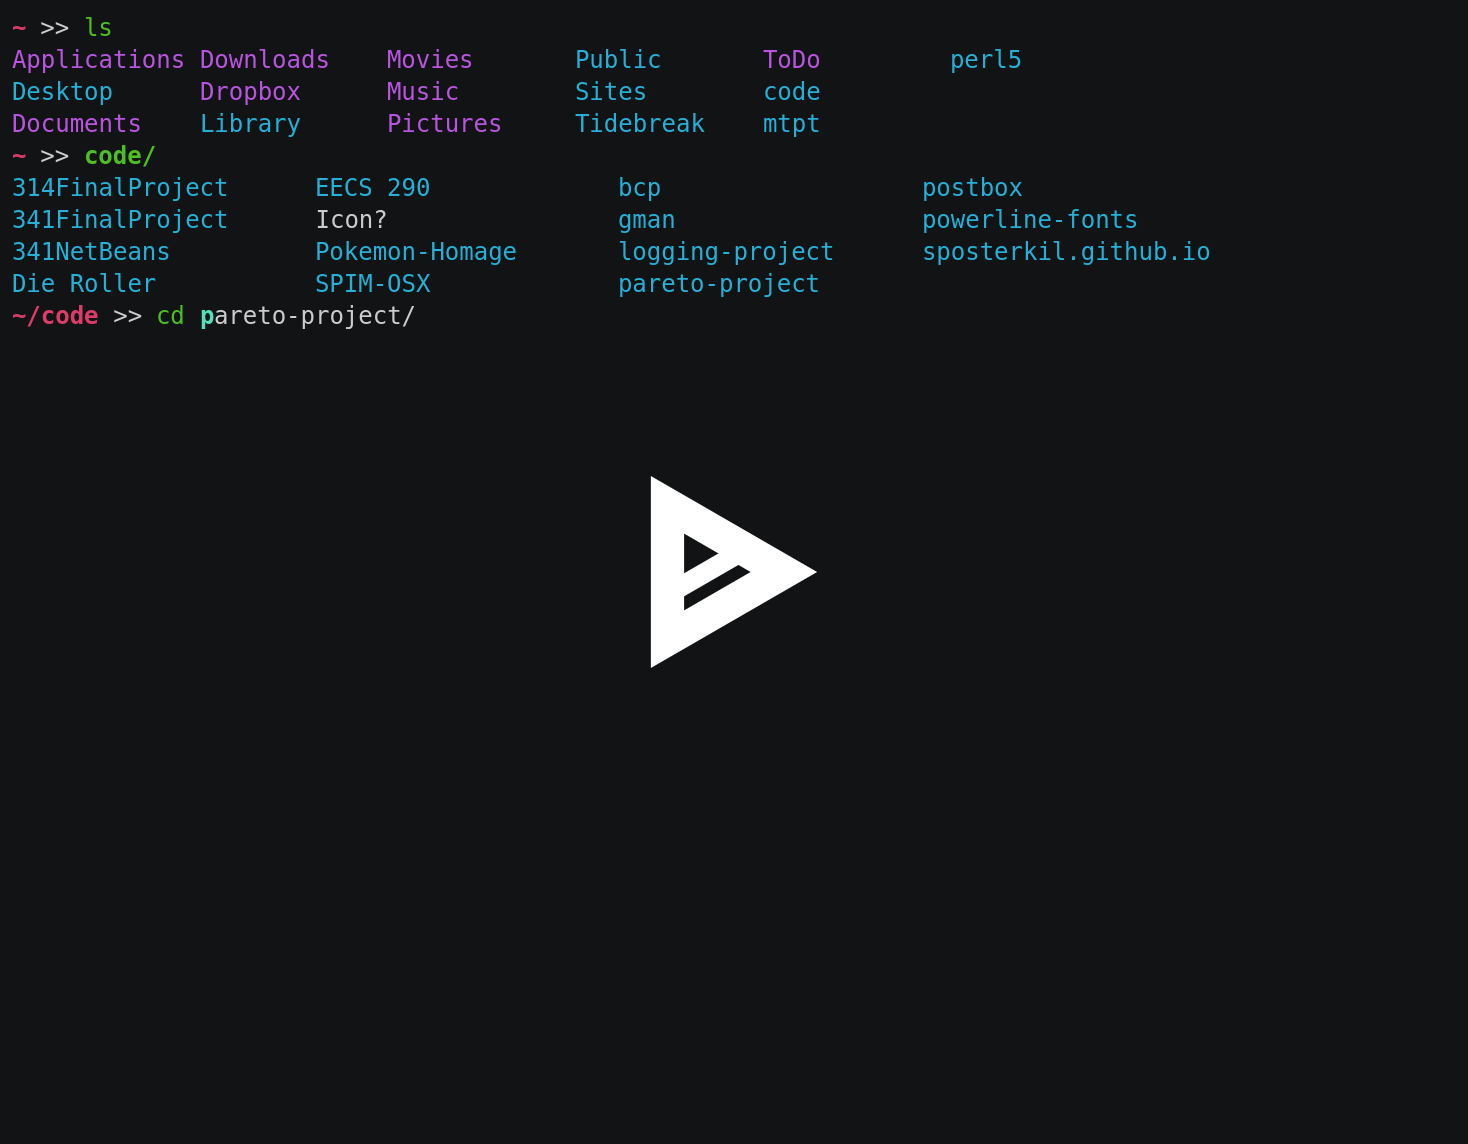 ~ >> ls
Applications Downloads Movies Public ToDo perl5
Desktop Dropbox Music Sites code
Documents Library Pictures Tidebreak mtpt
~ >> code/
314FinalProject EECS 290 bcp postbox
341FinalProject Icon? gman powerline-fonts
341NetBeans Pokemon-Homage logging-project sposterkil.github.io
Die Roller SPIM-OSX pareto-project
~/code >> cd pareto-project/